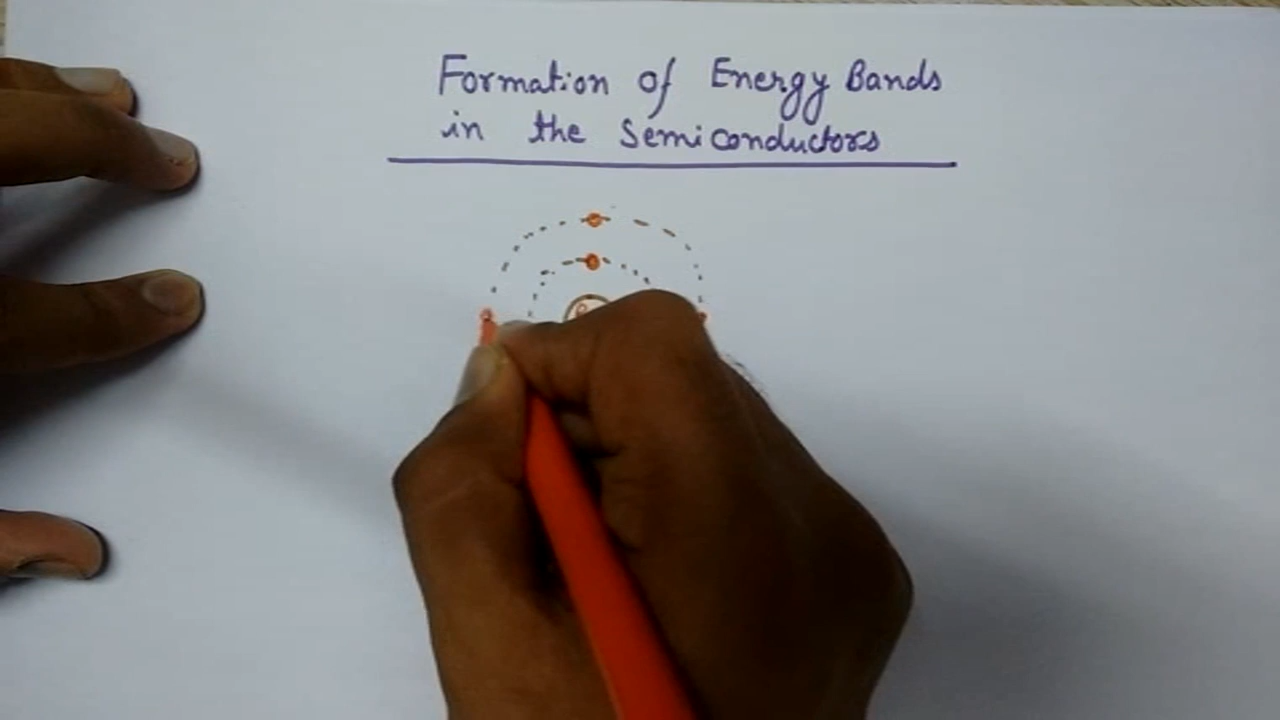 Formation of Energy Bands
in the Semiconductors